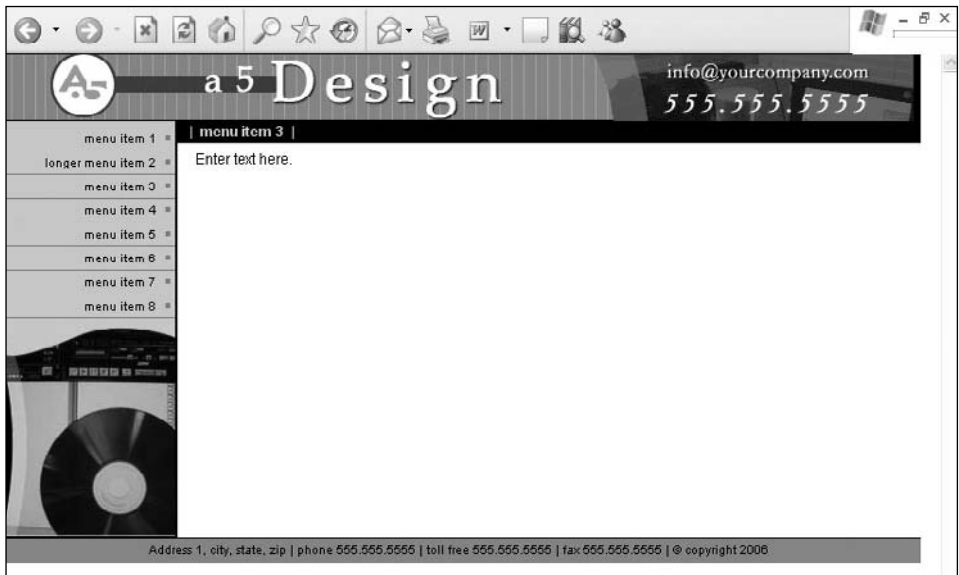 A5
a5 Design
info@yourcompany.com
555.555.5555
menu item 1
longer menu item 2
menu item 3
menu item 4
menu item 5
menu item 6
menu item 7
menu item 8
| menu item 3 |
Enter text here.
Address 1, city, state, zip | phone 555.555.5555 | toll free 555.555.5555 | fax 555.555.5555 | © copyright 2006